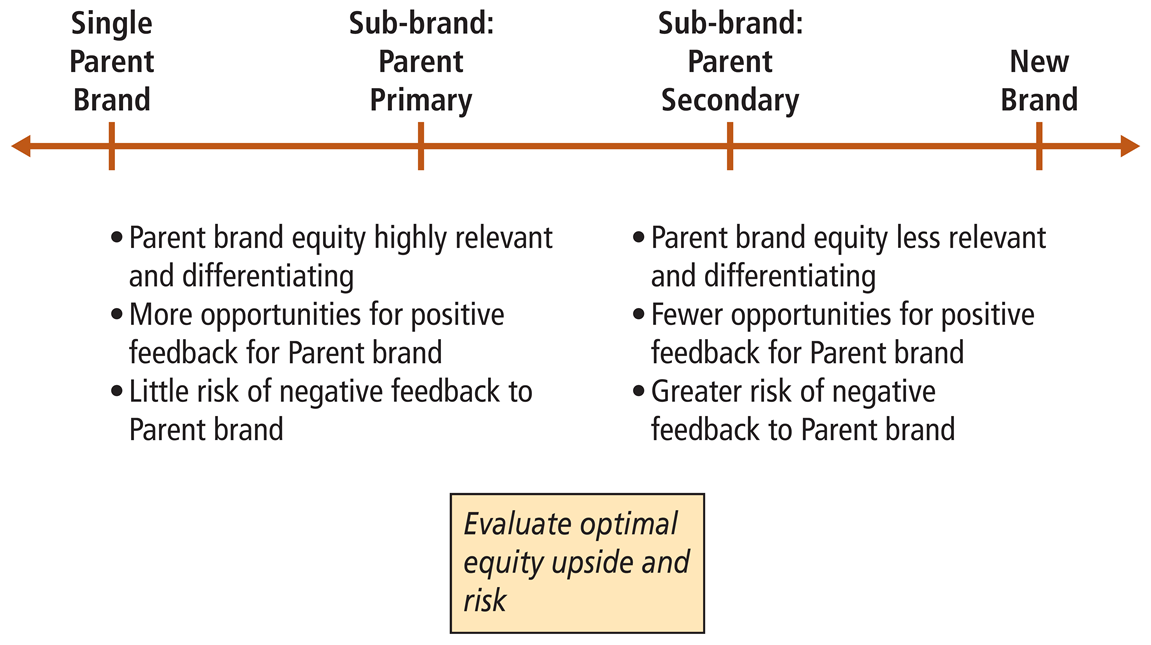 Single
Parent
Brand
Sub-brand:
Parent
Primary
Sub-brand:
Parent
Secondary
New
Brand
• Parent brand equity highly relevant
and differentiating
• More opportunities for positive
feedback for Parent brand
• Little risk of negative feedback to
Parent brand
• Parent brand equity less relevant
and differentiating
• Fewer opportunities for positive
feedback for Parent brand
• Greater risk of negative
feedback to Parent brand
Evaluate optimal
equity upside and
risk